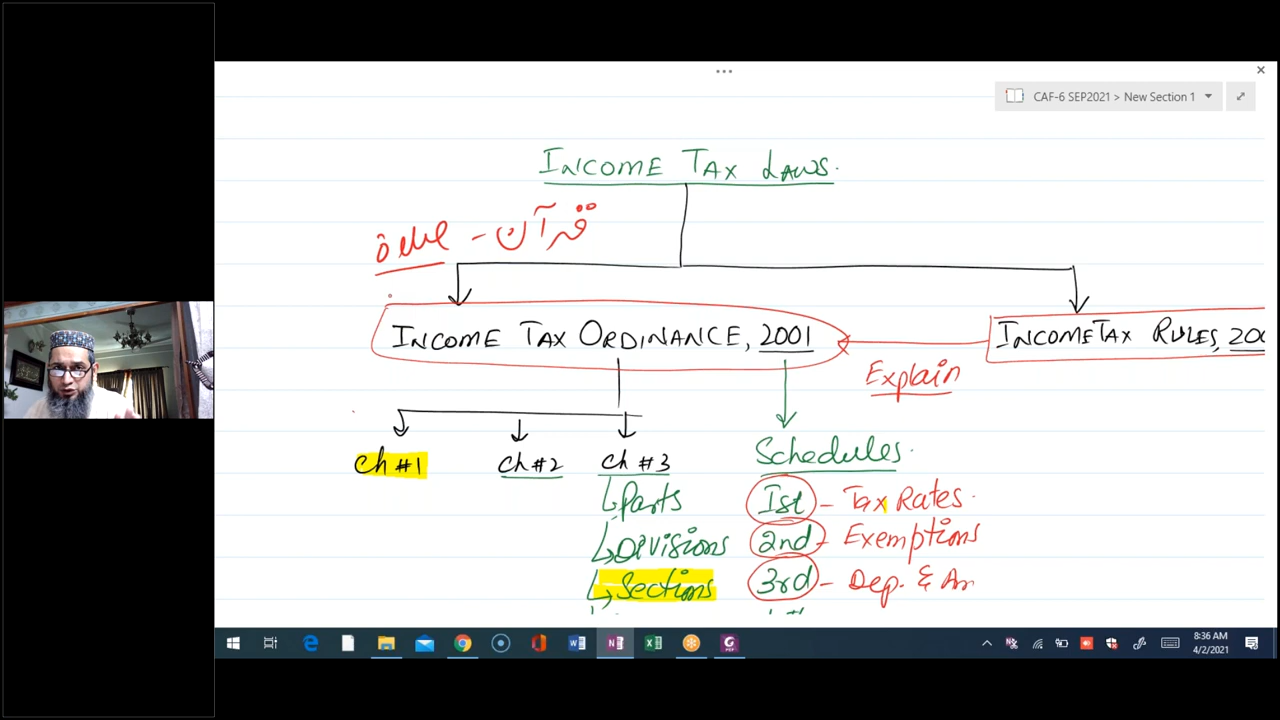 CAF-6 SEP2021 > New Section 1
INCOME TAX LAWS.
قرآن -
INCOME TAX ORDINANCE, 2001
INCOME TAX RULES, 200
Explain
Ch #1
Ch #2
Ch #3
Schedules.
Parts
Ist - Tax Rates.
Divisions
2nd - Exemptions
Sections
3rd - Dep. & Am
8:36 AM
4/2/2021